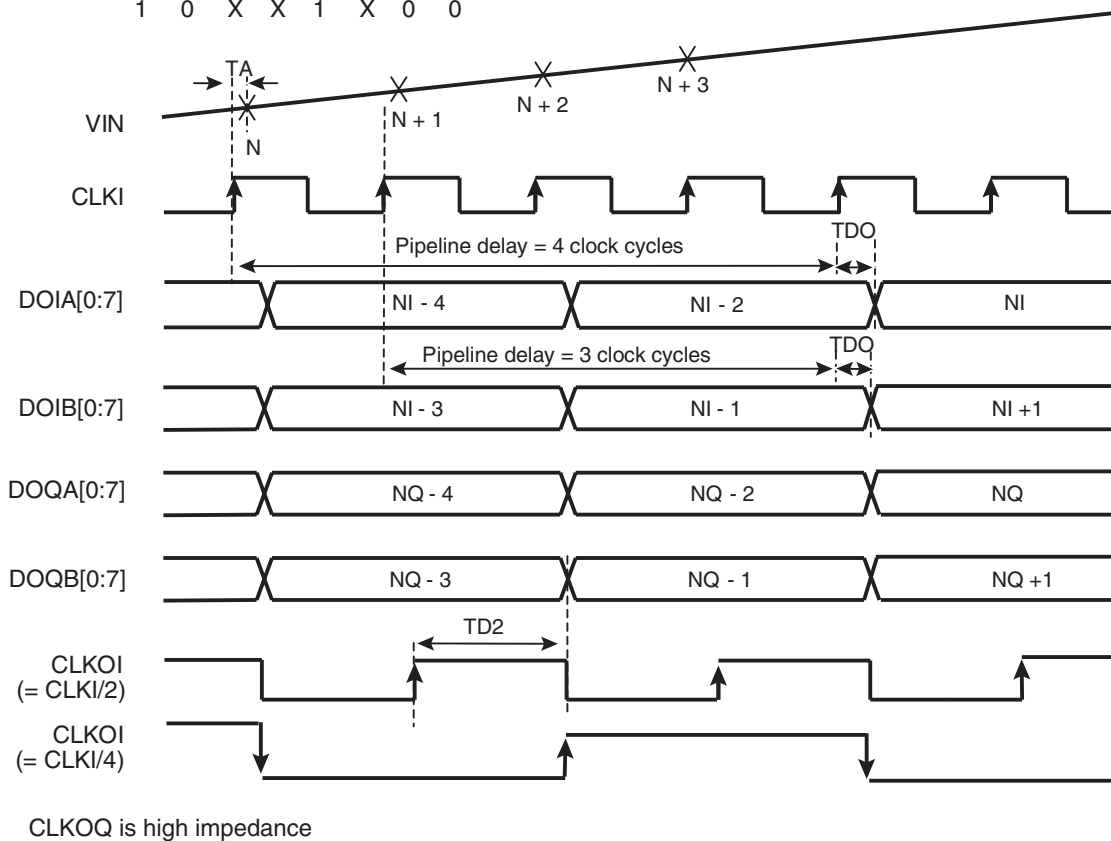 1 0 X X 1 X 0 0
TA
VIN
N
N + 1
N + 2
N + 3
CLKI
TDO
Pipeline delay = 4 clock cycles
DOIA[0:7]
NI - 4
NI - 2
NI
TDO
Pipeline delay = 3 clock cycles
DOIB[0:7]
NI - 3
NI - 1
NI +1
DOQA[0:7]
NQ - 4
NQ - 2
NQ
DOQB[0:7]
NQ - 3
NQ - 1
NQ +1
TD2
CLKOI
(= CLKI/2)
CLKOI
(= CLKI/4)
CLKOQ is high impedance